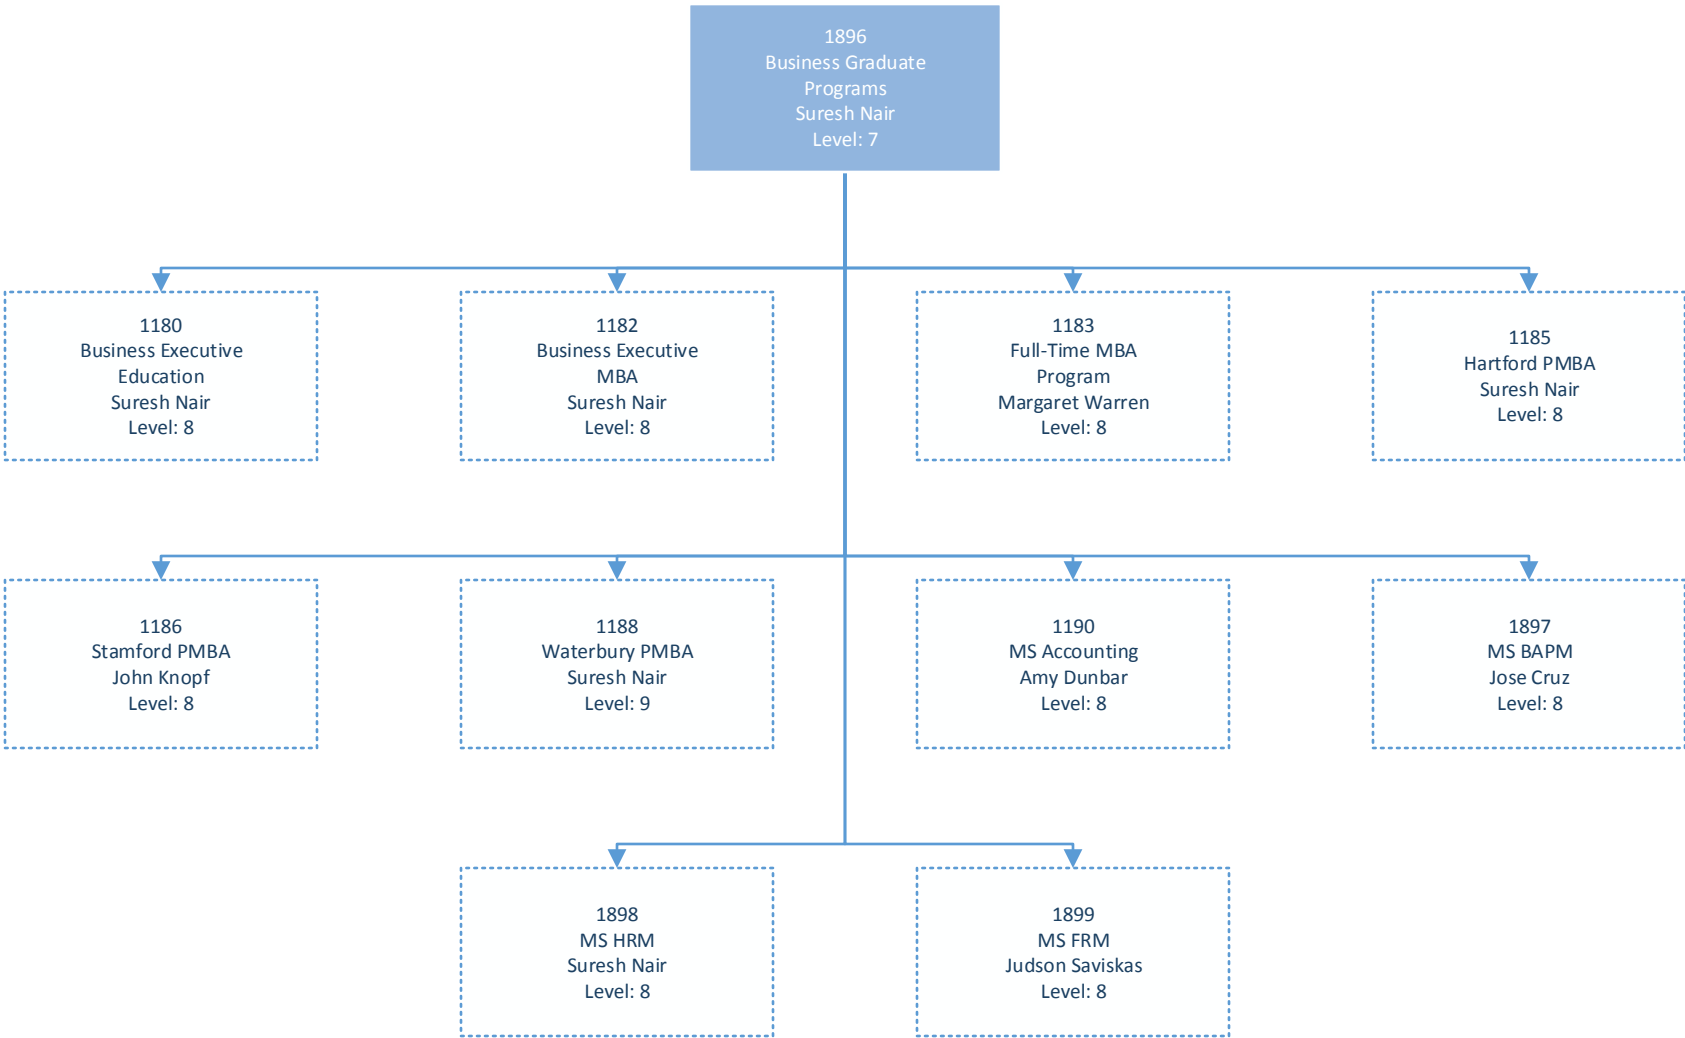 1896
Business Graduate
Programs
Suresh Nair
Level: 7
1180
Business Executive
Education
Suresh Nair
Level: 8
1182
Business Executive
MBA
Suresh Nair
Level: 8
1183
Full-Time MBA
Program
Margaret Warren
Level: 8
1185
Hartford PMBA
Suresh Nair
Level: 8
1186
Stamford PMBA
John Knopf
Level: 8
1188
Waterbury PMBA
Suresh Nair
Level: 9
1190
MS Accounting
Amy Dunbar
Level: 8
1897
MS BAPM
Jose Cruz
Level: 8
1898
MS HRM
Suresh Nair
Level: 8
1899
MS FRM
Judson Saviskas
Level: 8